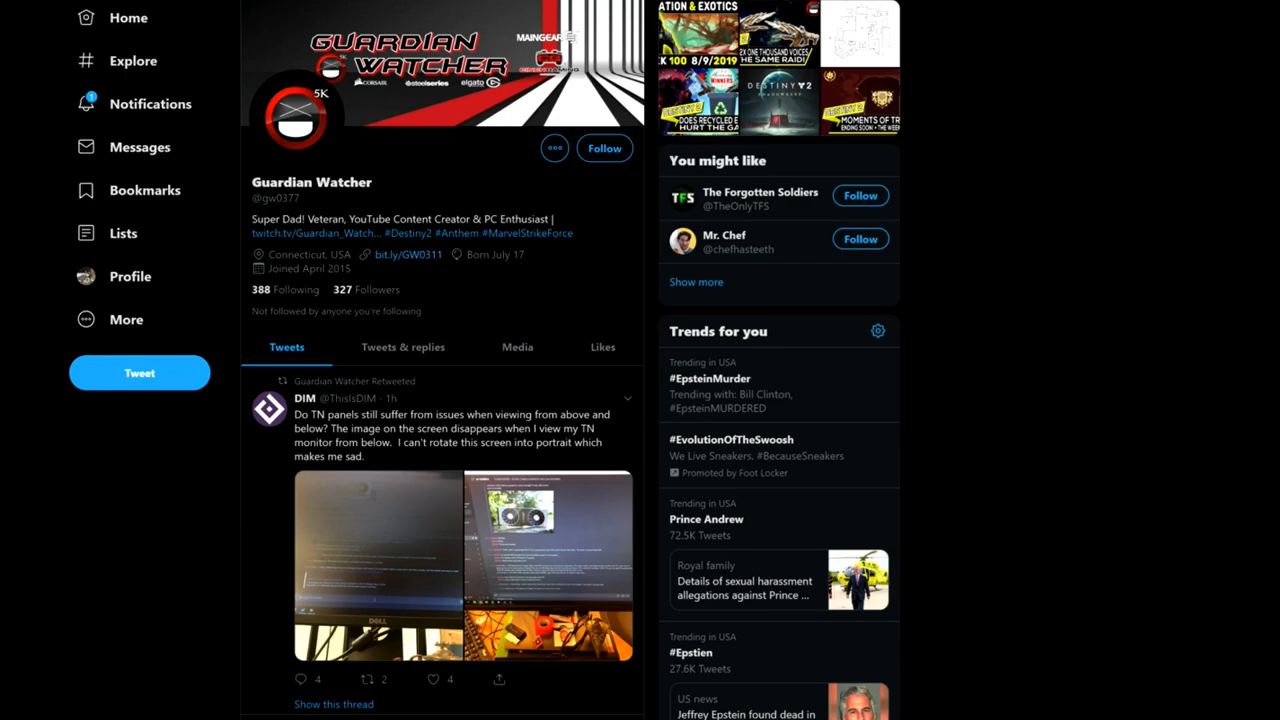 Home
Explore
1
Notifications
Messages
Bookmarks
Lists
Profile
More
Tweet
GUARDIAN
WATCHER
MAINGEAR
CORSAIR
steelseries
elgato
5K
Follow
Guardian Watcher
@gw0377
Super Dad! Veteran, YouTube Content Creator & PC Enthusiast |
twitch.tv/Guardian_Watch... #Destiny2 #Anthem #MarvelStrikeForce
Connecticut, USA bit.ly/GW0311 Born July 17
Joined April 2015
388 Following 327 Followers
Not followed by anyone you're following
Tweets Tweets & replies Media Likes
Guardian Watcher Retweeted
DIM @ThisIsDIM · 1h
Do TN panels still suffer from issues when viewing from above and
below? The image on the screen disappears when I view my TN
monitor from below. I can't rotate this screen into portrait which
makes me sad.
DELL
4 2 4
Show this thread
ATION & EXOTICS
CK 100 8/9/2019
2X ONE THOUSAND VOICES
HE SAME RAID!
WINNERS
DOES RECYCLED E
HURT THE GA
DESTINY Y2
MOMENTS OF TR
ENDING SOON + THE WEE
You might like
TFS
The Forgotten Soldiers
@TheOnlyTFS
Follow
Mr. Chef
@chefhasteeth
Follow
Show more
Trends for you
Trending in USA
#EpsteinMurder
Trending with: Bill Clinton,
#EpsteinMURDERED
#EvolutionOfTheSwoosh
We Live Sneakers. #BecauseSneakers
Promoted by Foot Locker
Trending in USA
Prince Andrew
72.5K Tweets
Royal family
Details of sexual harassment
allegations against Prince ...
Trending in USA
#Epstien
27.6K Tweets
US news
Jeffrey Epstein found dead in